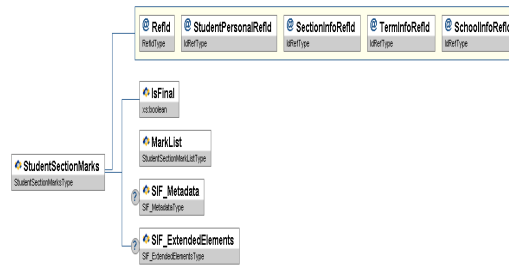 @ RefId
RefIdType
@ StudentPersonalRefId
IdRefType
@ SectionInfoRefId
IdRefType
@ TermInfoRefId
IdRefType
@ SchoolInfoRefId
IdRefType
IsFinal
xs:boolean
MarkList
StudentSectionMarkListType
StudentSectionMarks
StudentSectionMarksType
? SIF_Metadata
SIF_MetadataType
? SIF_ExtendedElements
SIF_ExtendedElementsType